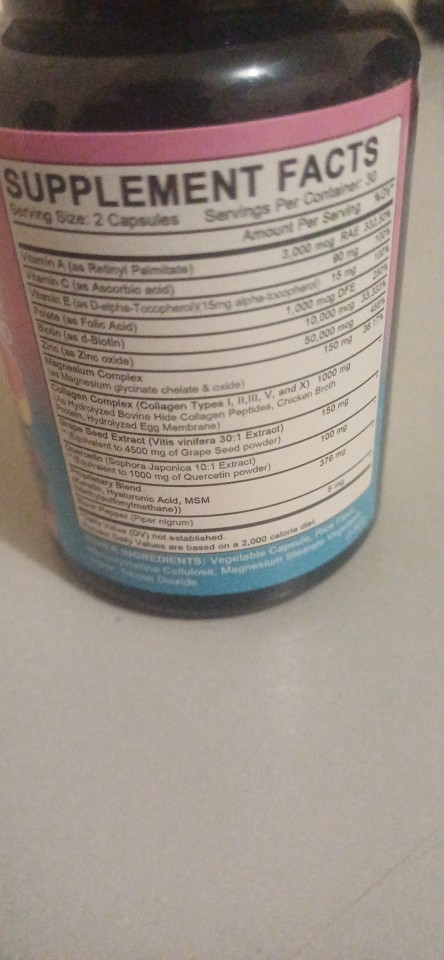 SUPPLEMENT FACTS
Serving Size: 2 Capsules Servings Per Container: 30
Amount Per Serving %DV*
Vitamin A (as Retinyl Palmitate) 3,000 mcg RAE
Vitamin C (as Ascorbic acid) 90 mg 100%
Vitamin E (as D-alpha-Tocopherol)(15mg alpha-tocopherol) 15 mg 100%
Folate (as Folic Acid) 1,000 mcg DFE 250%
Biotin (as d-Biotin) 10,000 mcg 33,333%
Zinc (as Zinc oxide) 50,000 mcg
Magnesium Complex 150 mg
(as Magnesium glycinate chelate & oxide)
Collagen Complex (Collagen Types I, II,III, V, and X) 1000 mg
(As Hydrolyzed Bovine Hide Collagen Peptides, Chicken Broth
Protein, Hydrolyzed Egg Membrane)
Grape Seed Extract (Vitis vinifera 30:1 Extract) 150 mg
(Equivalent to 4500 mg of Grape Seed powder)
Quercetin (Sophora Japonica 10:1 Extract) 100 mg
(Equivalent to 1000 mg of Quercetin powder)
Proprietary Blend 376 mg
(Keratin, Hyaluronic Acid, MSM
(Methylsulfonylmethane))
Pepper (Piper nigrum) 5 mg
Daily Value (DV) not established.
Daily Values are based on a 2,000 calorie diet.
INGREDIENTS: Vegetable Capsule, Rice
Cellulose, Magnesium Stearate
Dioxide